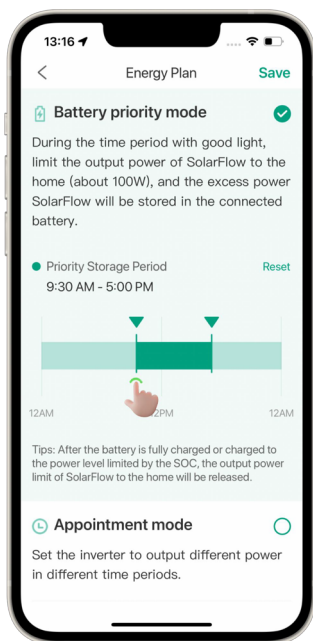 13:16
Energy Plan
Save
Battery priority mode
During the time period with good light,
limit the output power of SolarFlow to the
home (about 100W), and the excess power
SolarFlow will be stored in the connected
battery.
Priority Storage Period
Reset
9:30 AM - 5:00 PM
12AM
2PM
12AM
Tips: After the battery is fully charged or charged to
the power level limited by the SOC, the output power
limit of SolarFlow to the home will be released.
Appointment mode
Set the inverter to output different power
in different time periods.